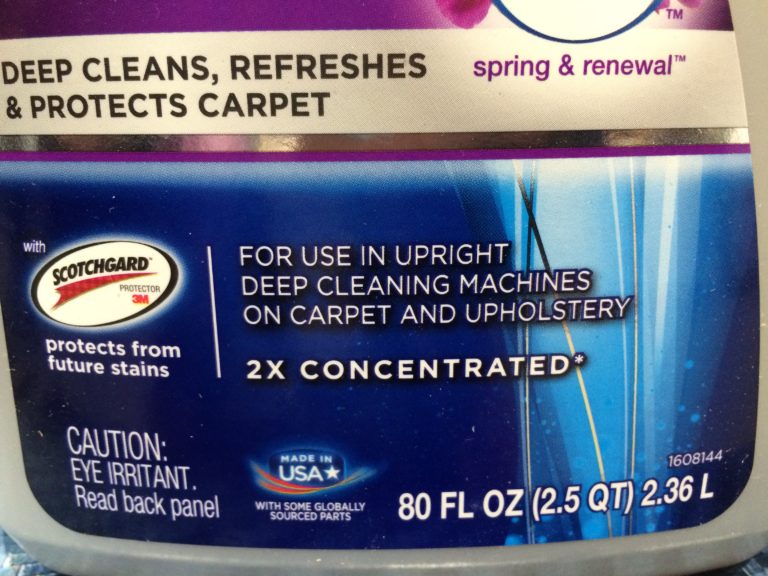 TM
spring & renewal™
DEEP CLEANS, REFRESHES
& PROTECTS CARPET
with
SCOTCHGARD™
PROTECTOR
3M
protects from
future stains
FOR USE IN UPRIGHT
DEEP CLEANING MACHINES
ON CARPET AND UPHOLSTERY
2X CONCENTRATED*
CAUTION:
EYE IRRITANT.
Read back panel
MADE IN
USA★
WITH SOME GLOBALLY
SOURCED PARTS
1608144
80 FL OZ (2.5 QT) 2.36 L